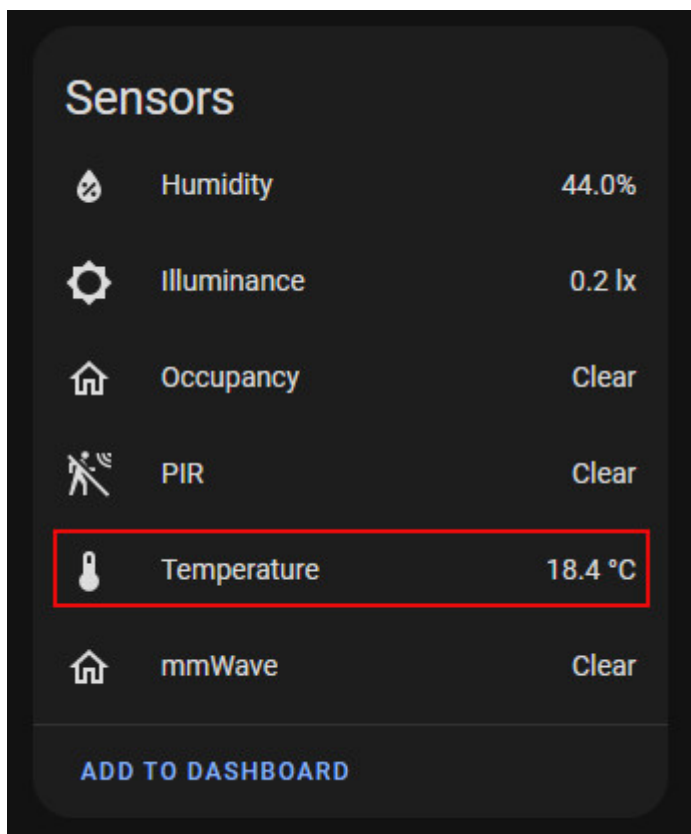 Sensors
Humidity 44.0%
Illuminance 0.2 lx
Occupancy Clear
PIR Clear
Temperature 18.4 °C
mmWave Clear
ADD TO DASHBOARD